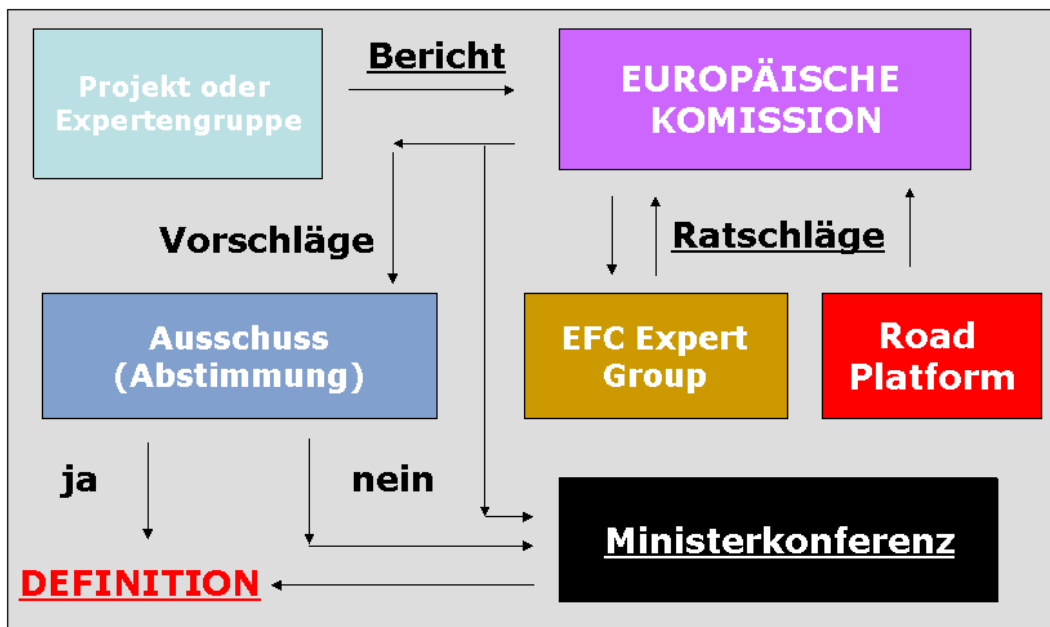 Projekt oder
Expertengruppe
Bericht
EUROPÄISCHE
KOMISSION
Vorschläge
Ratschläge
Ausschuss
(Abstimmung)
EFC Expert
Group
Road
Platform
ja
nein
Ministerkonferenz
DEFINITION